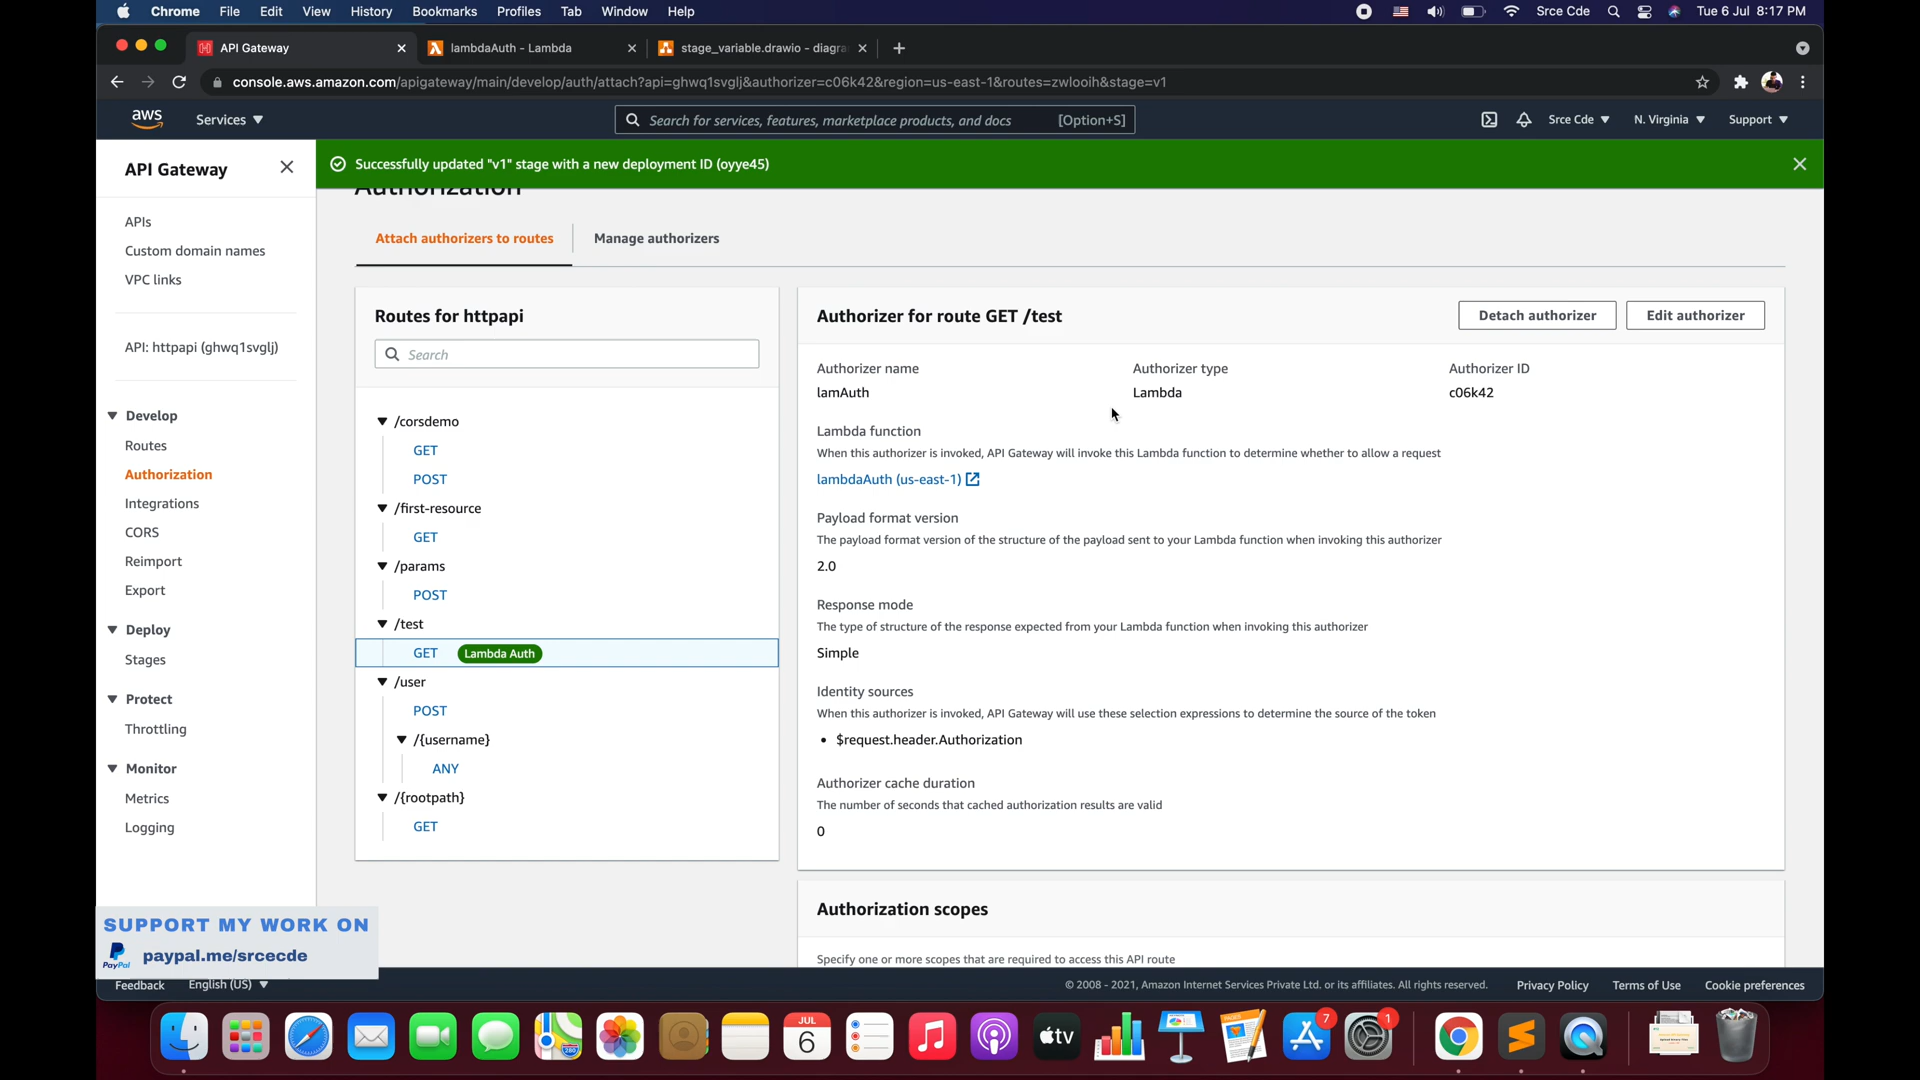 Chrome File Edit View History Bookmarks Profiles Tab Window Help Srce Cde Tue 6 Jul 8:17 PM
API Gateway lambdaAuth - Lambda stage_variable.drawio - diagra
console.aws.amazon.com/apigateway/main/develop/auth/attach?api=ghwq1svglj&authorizer=c06k42&region=us-east-1&routes=zwlooih&stage=v1
aws Services Search for services, features, marketplace products, and docs [Option+S] Srce Cde N. Virginia Support
API Gateway
Successfully updated "v1" stage with a new deployment ID (oyye45)
Authorization
APIs
Custom domain names
VPC links
API: httpapi (ghwq1svglj)
Develop
Routes
Authorization
Integrations
CORS
Reimport
Export
Deploy
Stages
Protect
Throttling
Monitor
Metrics
Logging
Attach authorizers to routes Manage authorizers
Routes for httpapi
Search
/corsdemo
GET
POST
/first-resource
GET
/params
POST
/test
GET Lambda Auth
/user
POST
/{username}
ANY
/{rootpath}
GET
Authorizer for route GET /test Detach authorizer Edit authorizer
Authorizer name Authorizer type Authorizer ID
lamAuth Lambda c06k42
Lambda function
When this authorizer is invoked, API Gateway will invoke this Lambda function to determine whether to allow a request
lambdaAuth (us-east-1)
Payload format version
The payload format version of the structure of the payload sent to your Lambda function when invoking this authorizer
2.0
Response mode
The type of structure of the response expected from your Lambda function when invoking this authorizer
Simple
Identity sources
When this authorizer is invoked, API Gateway will use these selection expressions to determine the source of the token
• $request.header.Authorization
Authorizer cache duration
The number of seconds that cached authorization results are valid
0
Authorization scopes
Specify one or more scopes that are required to access this API route
SUPPORT MY WORK ON
PayPal paypal.me/srcecde
Feedback English (US) © 2008 - 2021, Amazon Internet Services Private Ltd. or its affiliates. All rights reserved. Privacy Policy Terms of Use Cookie preferences
280 JUL
6 tv 7 1